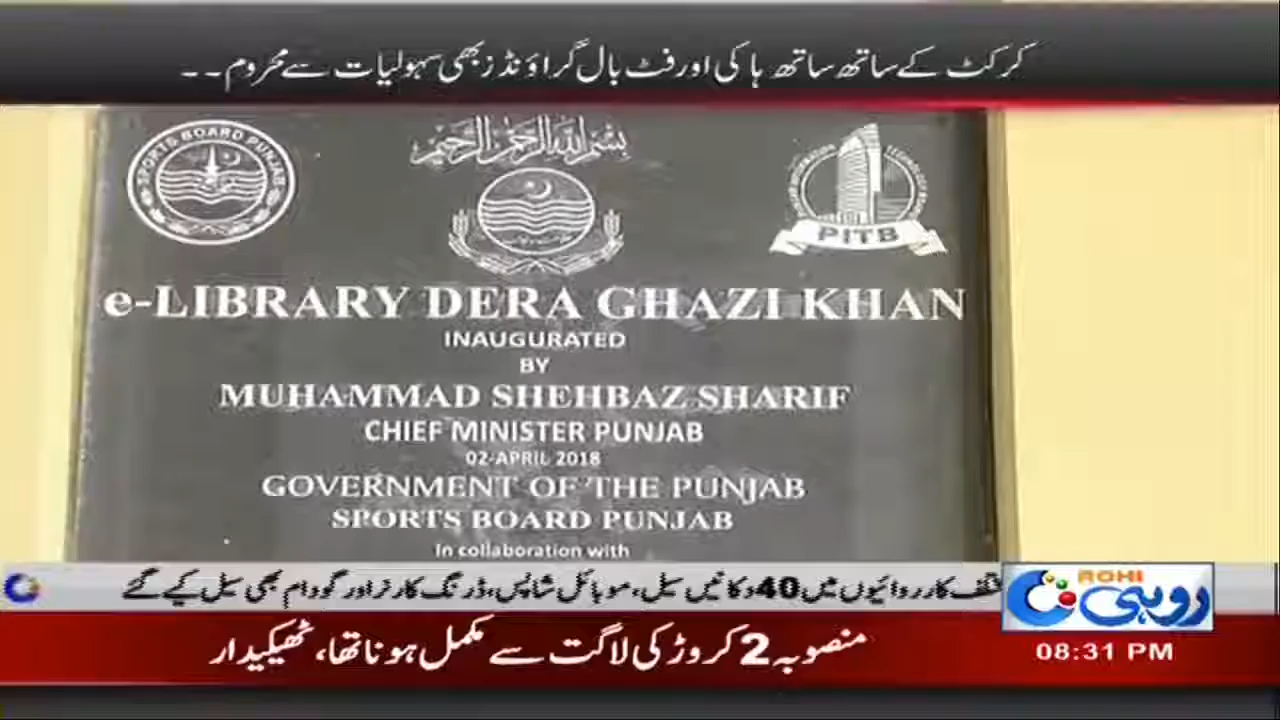 کرکٹ کے ساتھ ساتھ ہاکی اور فٹ بال گراؤنڈز بھی سہولیات سے محروم۔۔
SPORTS BOARD PUNJAB
بسم اللہ الرحمن الرحیم
PITB
e-LIBRARY DERA GHAZI KHAN
INAUGURATED
BY
MUHAMMAD SHEHBAZ SHARIF
CHIEF MINISTER PUNJAB
02-APRIL 2018
GOVERNMENT OF THE PUNJAB
SPORTS BOARD PUNJAB
In collaboration with
کارروائیوں میں 40 دکانیں سیل، موبائل شاپس، ڈرنک کارنر اور گودام بھی سیل کیے گئے
ROHI
روہی
منصوبہ 2 کروڑ کی لاگت سے مکمل ہونا تھا، ٹھیکیدار
08:31 PM